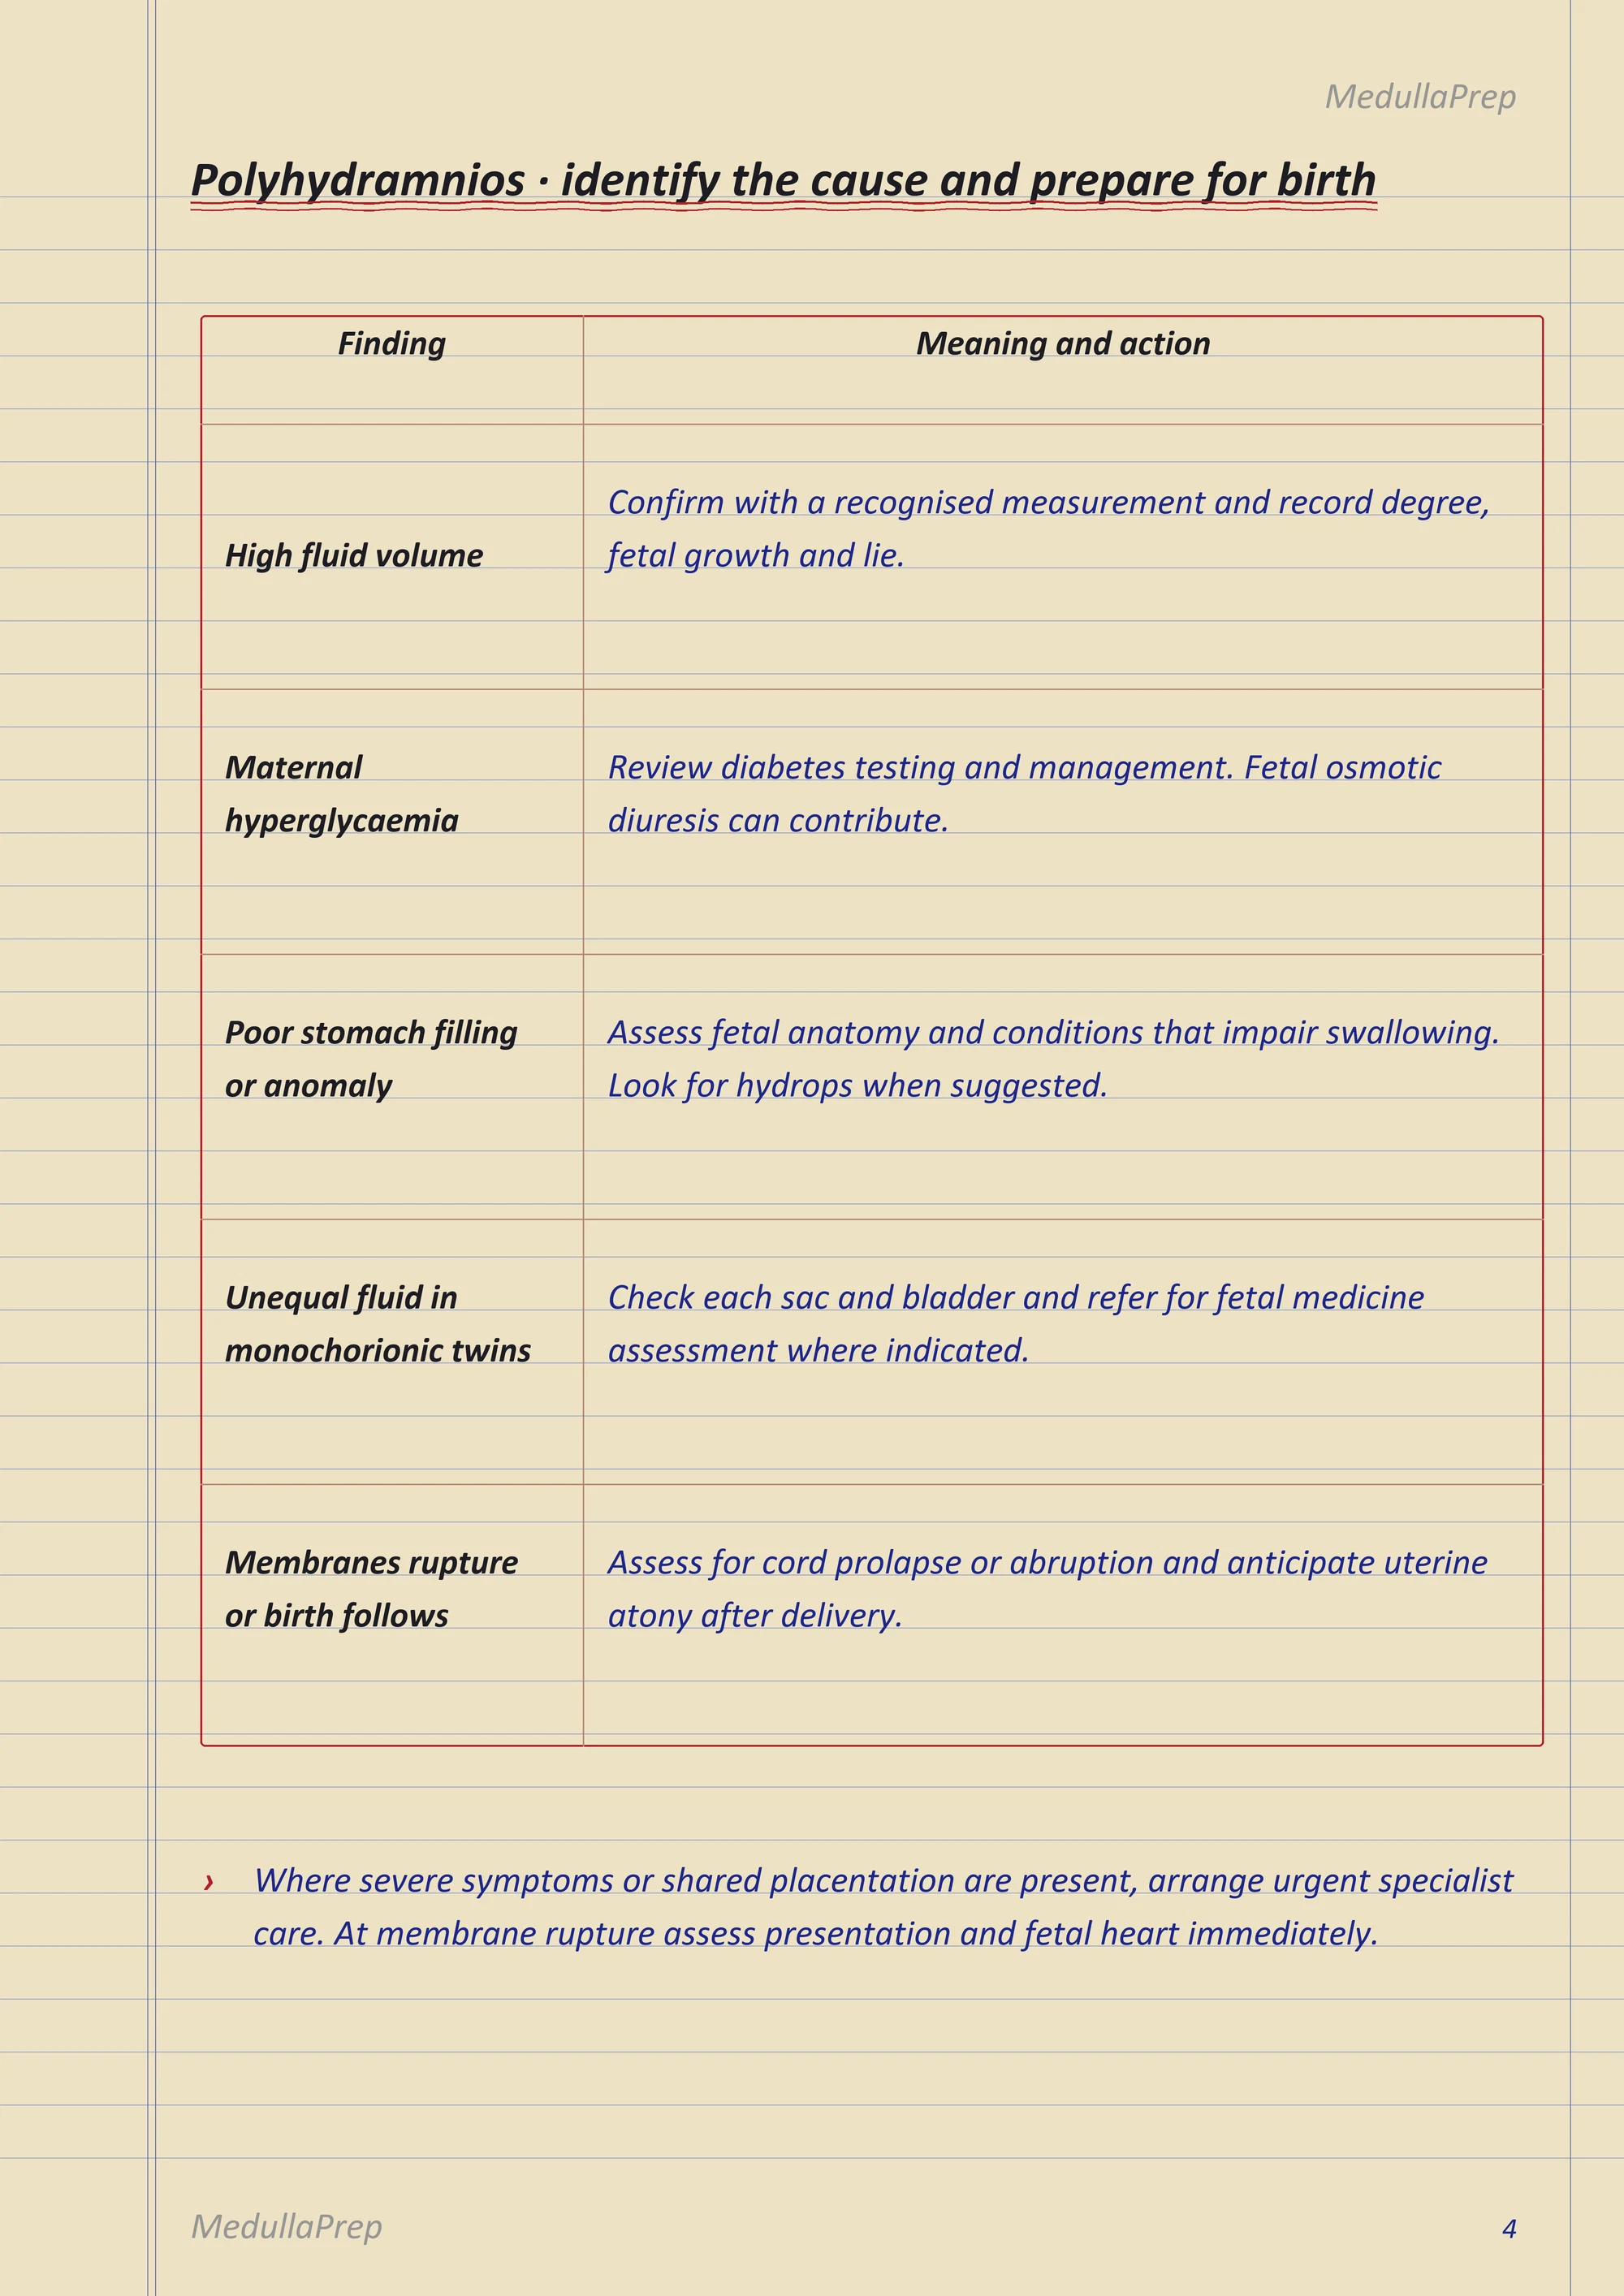 MedullaPrep
Polyhydramnios · identify the cause and prepare for birth
Finding
Meaning and action
High fluid volume
Confirm with a recognised measurement and record degree,
fetal growth and lie.
Maternal
hyperglycaemia
Review diabetes testing and management. Fetal osmotic
diuresis can contribute.
Poor stomach filling
or anomaly
Assess fetal anatomy and conditions that impair swallowing.
Look for hydrops when suggested.
Unequal fluid in
monochorionic twins
Check each sac and bladder and refer for fetal medicine
assessment where indicated.
Membranes rupture
or birth follows
Assess for cord prolapse or abruption and anticipate uterine
atony after delivery.
› Where severe symptoms or shared placentation are present, arrange urgent specialist
care. At membrane rupture assess presentation and fetal heart immediately.
MedullaPrep
4